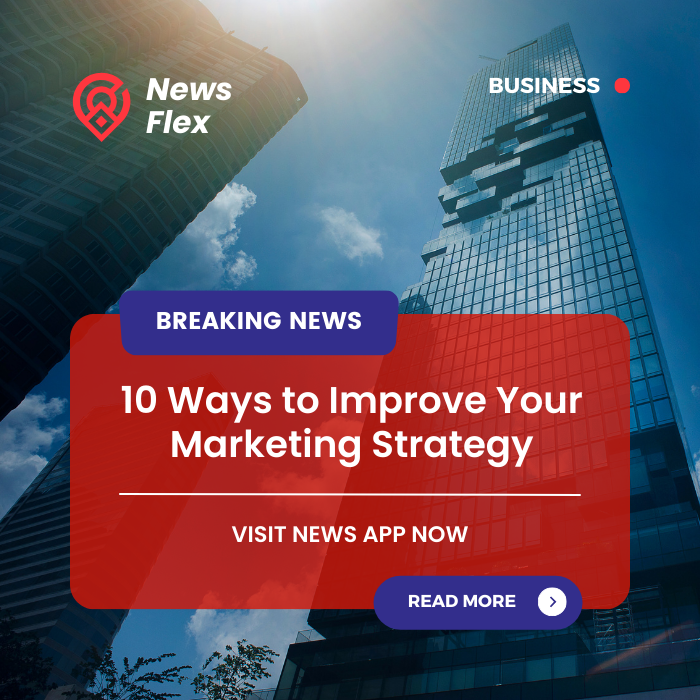 News
Flex
BUSINESS
BREAKING NEWS
10 Ways to Improve Your
Marketing Strategy
VISIT NEWS APP NOW
READ MORE